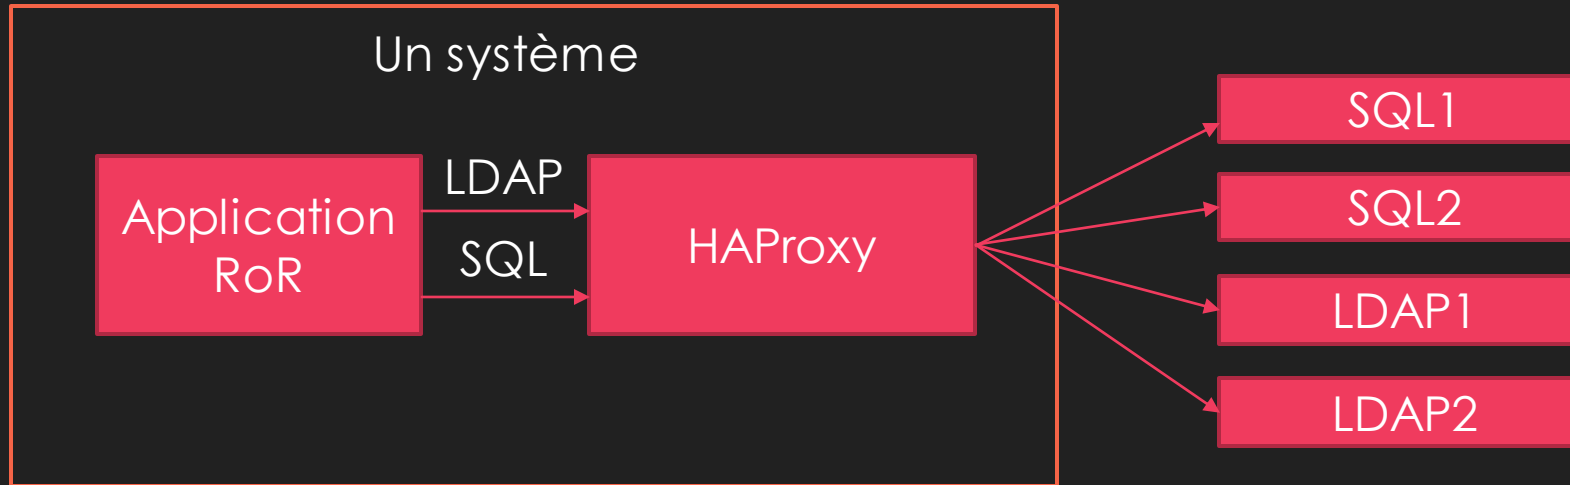 Un système
Application
RoR
LDAP
SQL
HAProxy
SQL1
SQL2
LDAP1
LDAP2